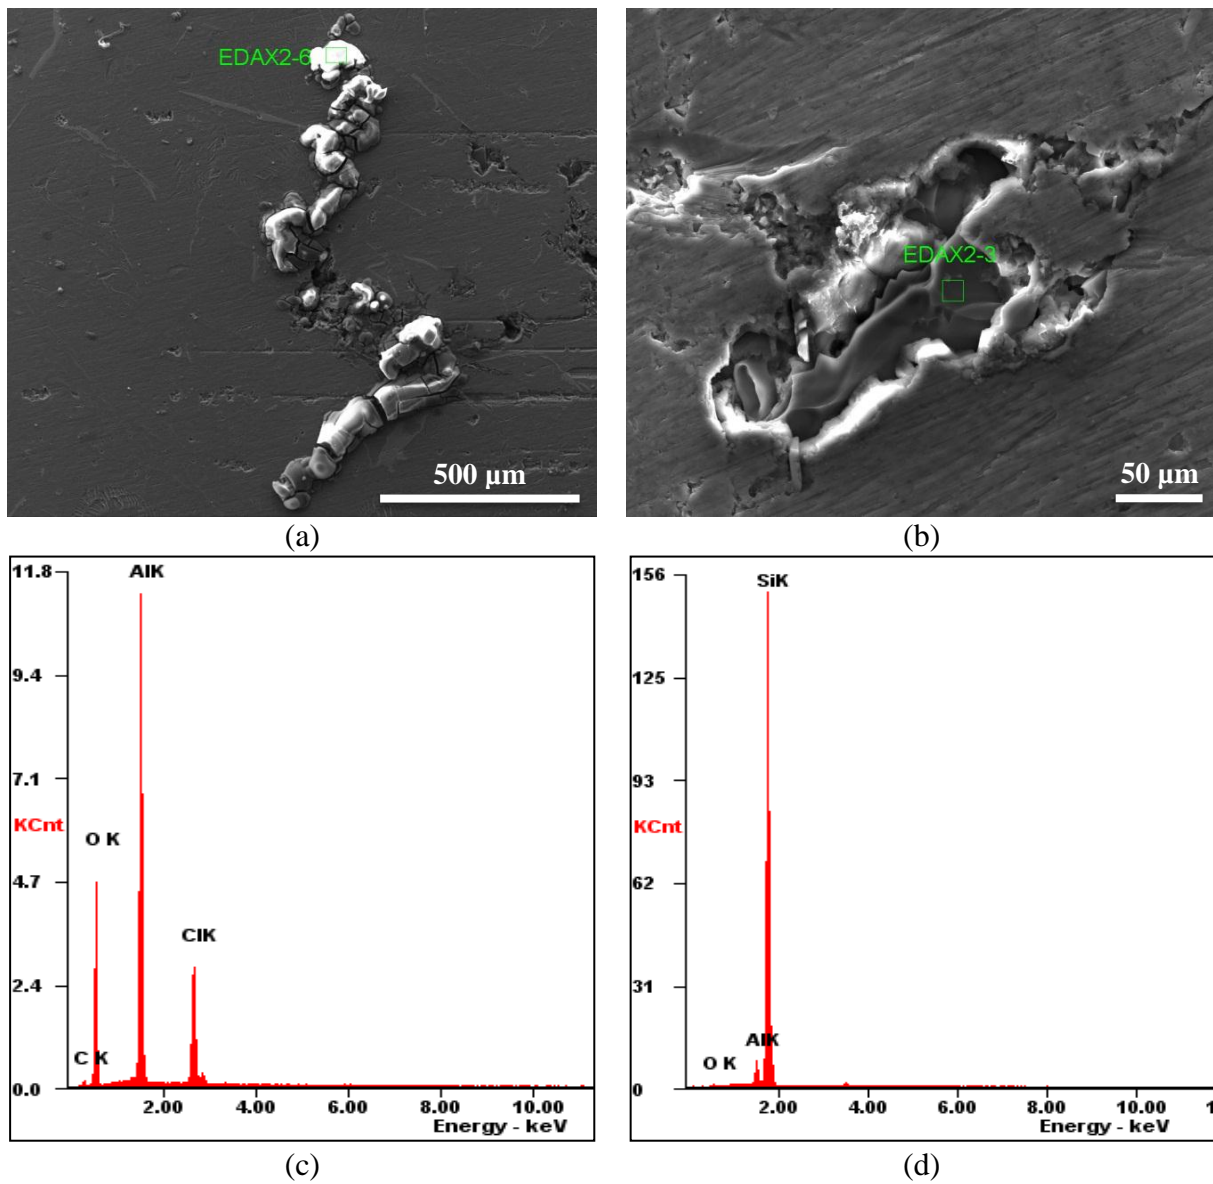 EDAX2-6
500 µm
(a)
EDAX2-3
50 µm
(b)
11.8
AlK
9.4
7.1
KCnt
O K
4.7
ClK
2.4
C K
0.0
2.00 4.00 6.00 8.00 10.00
Energy - keV
(c)
156
SiK
125
93
KCnt
62
31
AlK
O K
0
2.00 4.00 6.00 8.00 10.00 1
Energy - keV
(d)